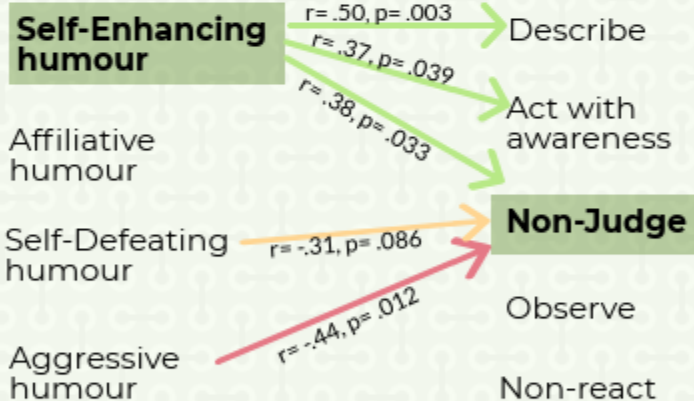 Self-Enhancing
humour
r= .50, p= .003
Describe
r= .37, p= .039
Act with
awareness
r= .38, p= .033
Affiliative
humour
Non-Judge
Self-Defeating
humour
r= -.31, p= .086
Observe
r= -.44, p= .012
Aggressive
humour
Non-react